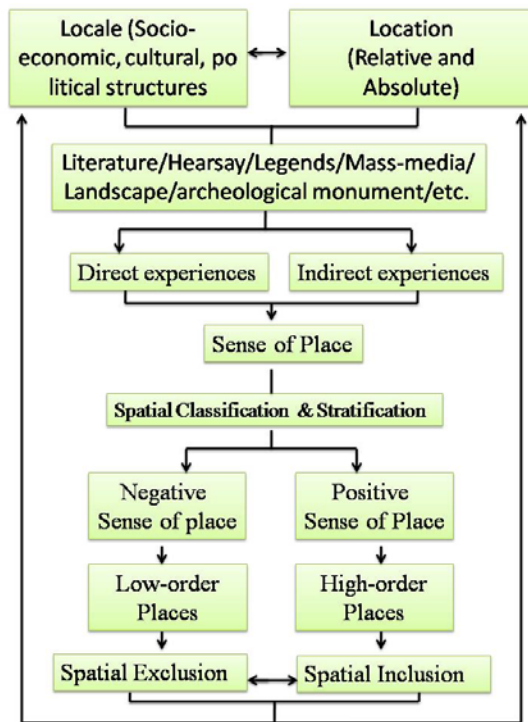 Locale (Socio-
economic, cultural, po
litical structures
Location
(Relative and
Absolute)
Literature/Hearsay/Legends/Mass-media/
Landscape/archeological monument/etc.
Direct experiences
Indirect experiences
Sense of Place
Spatial Classification & Stratification
Negative
Sense of place
Positive
Sense of Place
Low-order
Places
High-order
Places
Spatial Exclusion
Spatial Inclusion